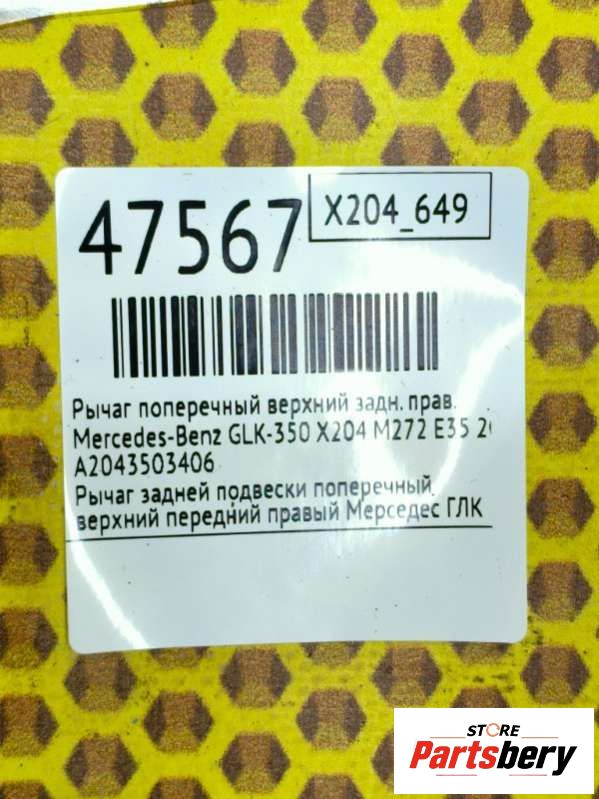 47567
X204_649
Рычаг поперечный верхний задн. прав.
Mercedes-Benz GLK-350 X204 M272 E35
A2043503406
Рычаг задней подвески поперечный
верхний передний правый Мерседес ГЛК
STORE
Partsbery